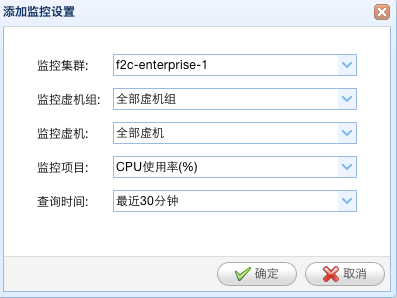 添加监控设置
监控集群: f2c-enterprise-1
监控虚机组: 全部虚机组
监控虚机: 全部虚机
监控项目: CPU使用率(%)
查询时间: 最近30分钟
确定 取消